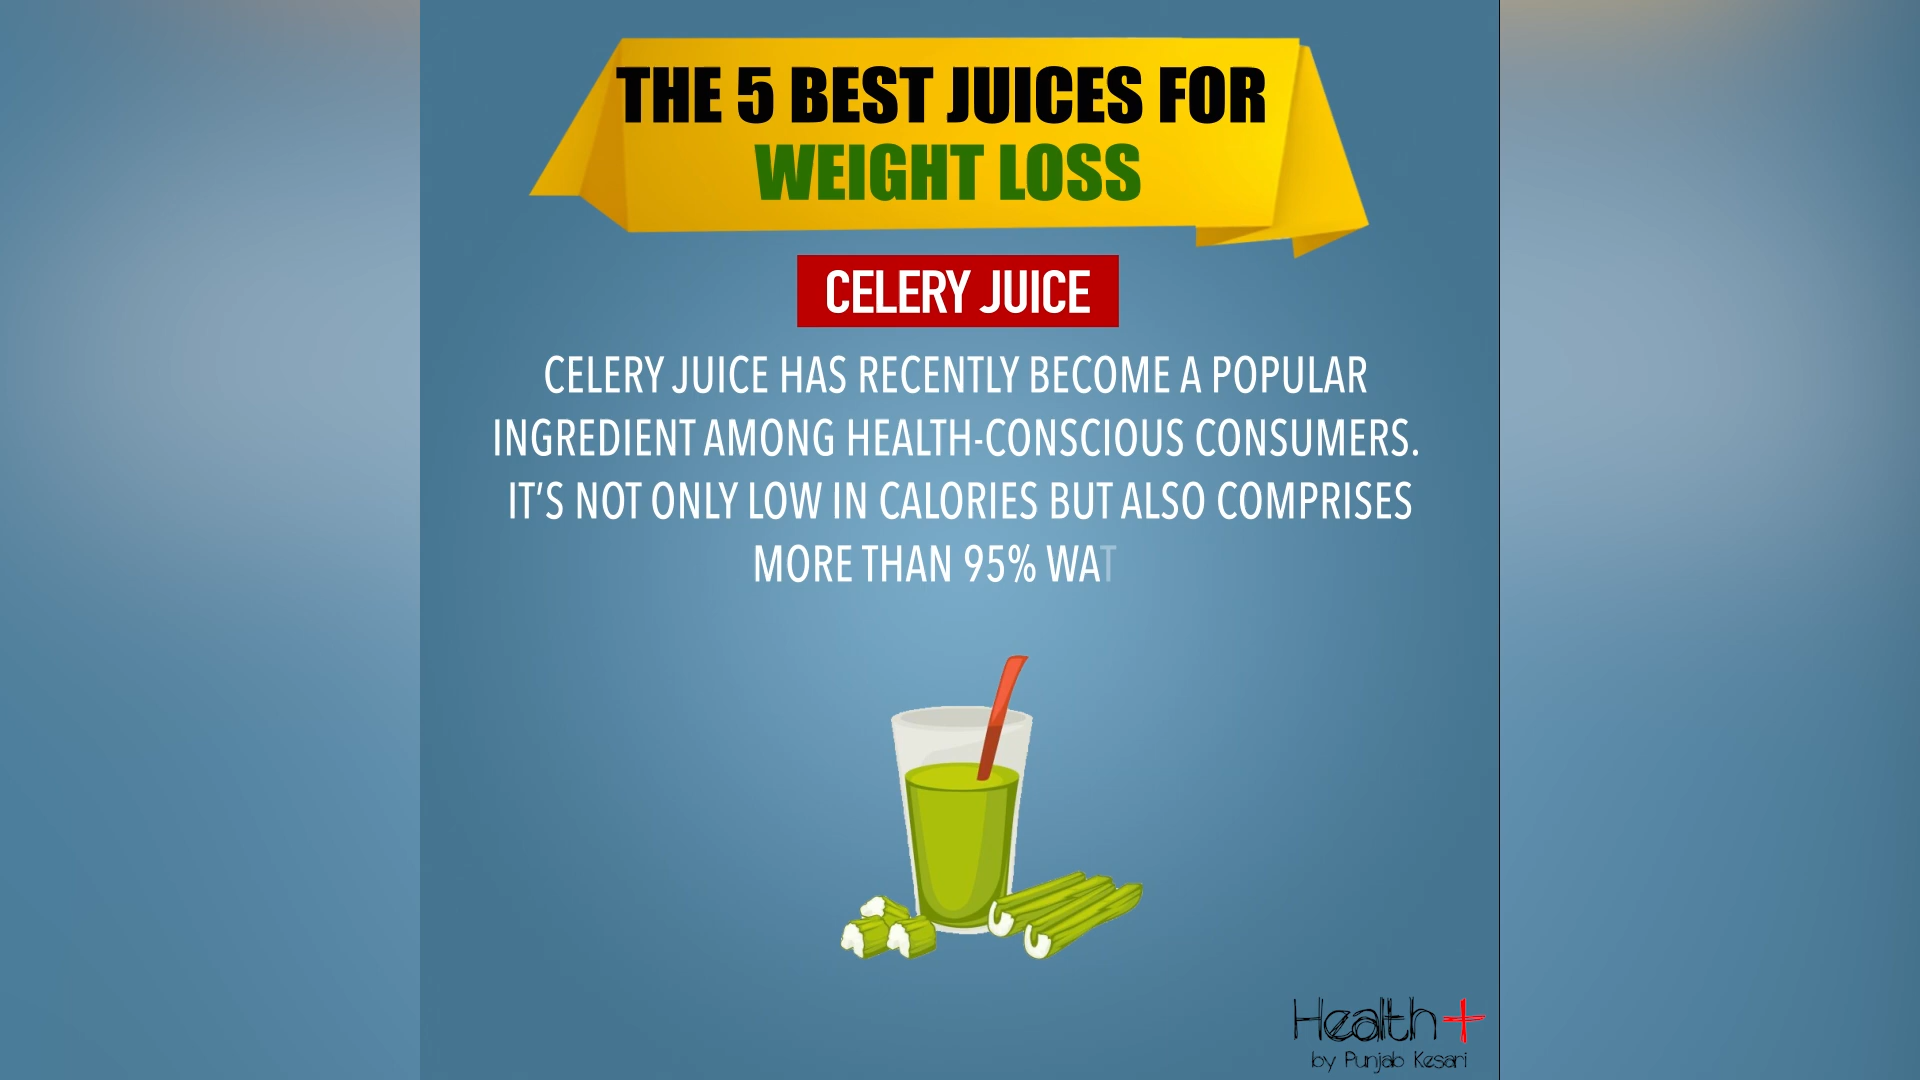 THE 5 BEST JUICES FOR
WEIGHT LOSS
CELERY JUICE
CELERY JUICE HAS RECENTLY BECOME A POPULAR
INGREDIENT AMONG HEALTH-CONSCIOUS CONSUMERS.
IT'S NOT ONLY LOW IN CALORIES BUT ALSO COMPRISES
MORE THAN 95% WAT
Health+
by Punjab Kesari